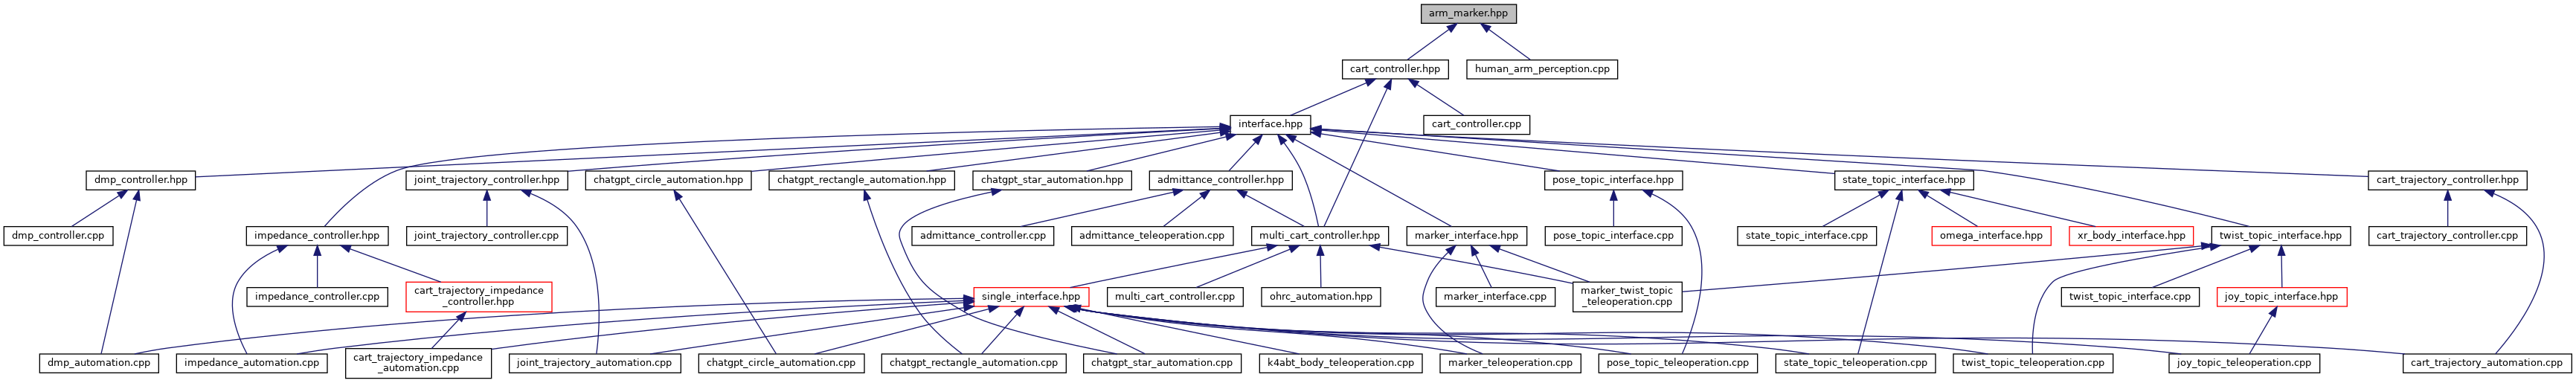 arm_marker.hpp
cart_controller.hpp
human_arm_perception.cpp
interface.hpp
cart_controller.cpp
dmp_controller.hpp
joint_trajectory_controller.hpp
chatgpt_circle_automation.hpp
chatgpt_rectangle_automation.hpp
chatgpt_star_automation.hpp
admittance_controller.hpp
pose_topic_interface.hpp
state_topic_interface.hpp
cart_trajectory_controller.hpp
dmp_controller.cpp
impedance_controller.hpp
joint_trajectory_controller.cpp
admittance_controller.cpp
admittance_teleoperation.cpp
multi_cart_controller.hpp
marker_interface.hpp
pose_topic_interface.cpp
state_topic_interface.cpp
omega_interface.hpp
xr_body_interface.hpp
twist_topic_interface.hpp
cart_trajectory_controller.cpp
impedance_controller.cpp
cart_trajectory_impedance
_controller.hpp
single_interface.hpp
multi_cart_controller.cpp
ohrc_automation.hpp
marker_interface.cpp
marker_twist_topic
_teleoperation.cpp
twist_topic_interface.cpp
joy_topic_interface.hpp
dmp_automation.cpp
impedance_automation.cpp
cart_trajectory_impedance
_automation.cpp
joint_trajectory_automation.cpp
chatgpt_circle_automation.cpp
chatgpt_rectangle_automation.cpp
chatgpt_star_automation.cpp
k4abt_body_teleoperation.cpp
marker_teleoperation.cpp
pose_topic_teleoperation.cpp
state_topic_teleoperation.cpp
twist_topic_teleoperation.cpp
joy_topic_teleoperation.cpp
cart_trajectory_automation.cpp